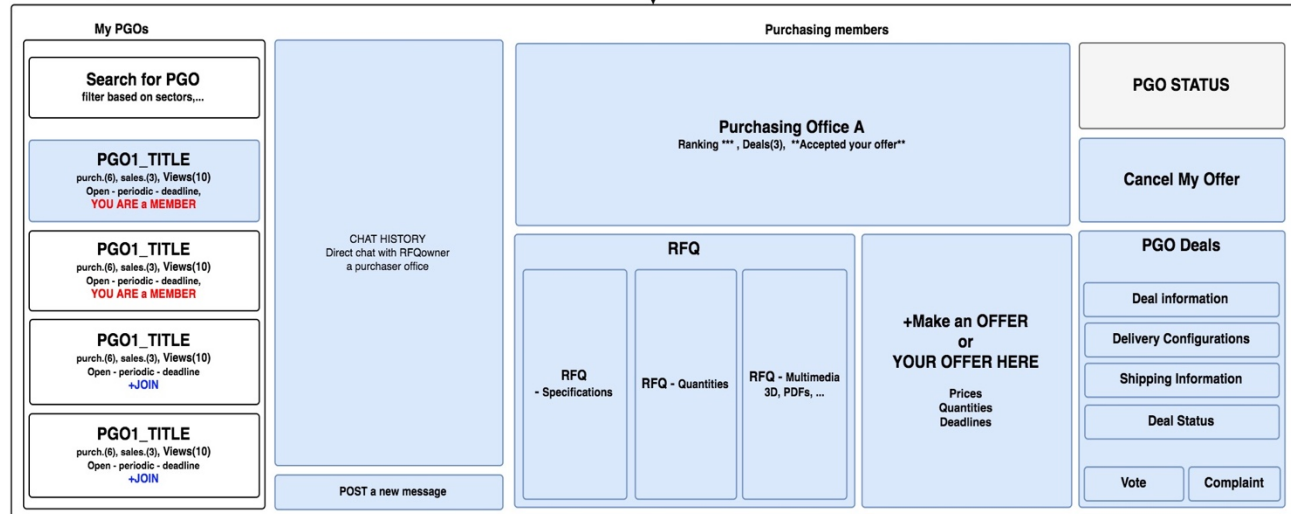 My PGOs
Search for PGO
filter based on sectors,...
PGO1_TITLE
purch.(6), sales.(3), Views(10)
Open - periodic - deadline,
YOU ARE a MEMBER
PGO1_TITLE
purch.(6), sales.(3), Views(10)
Open - periodic - deadline,
YOU ARE a MEMBER
PGO1_TITLE
purch.(6), sales.(3), Views(10)
Open - periodic - deadline
+JOIN
PGO1_TITLE
purch.(6), sales.(3), Views(10)
Open - periodic - deadline
+JOIN
CHAT HISTORY
Direct chat with RFQowner
a purchaser office
POST a new message
Purchasing members
Purchasing Office A
Ranking *** , Deals(3), **Accepted your offer**
RFQ
RFQ
- Specifications
RFQ - Quantities
RFQ - Multimedia
3D, PDFs, ...
+Make an OFFER
or
YOUR OFFER HERE
Prices
Quantities
Deadlines
PGO STATUS
Cancel My Offer
PGO Deals
Deal information
Delivery Configurations
Shipping Information
Deal Status
Vote
Complaint